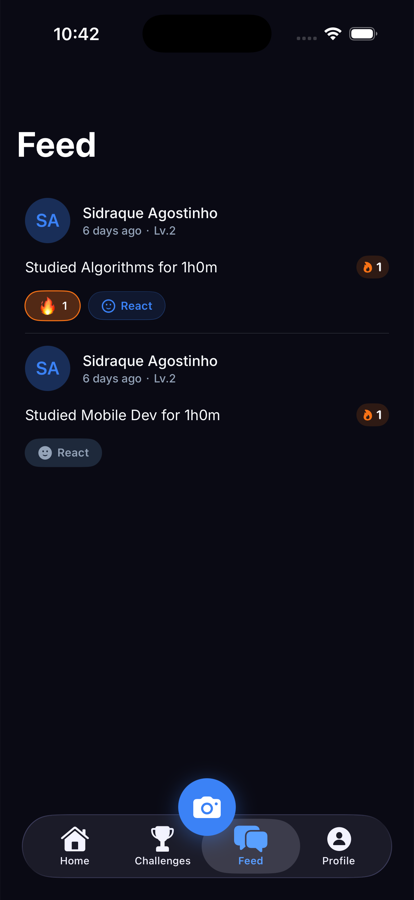 10:42
Feed
SA
Sidraque Agostinho
6 days ago · Lv.2
Studied Algorithms for 1h0m
🔥 1
🔥 1
React
SA
Sidraque Agostinho
6 days ago · Lv.2
Studied Mobile Dev for 1h0m
🔥 1
React
Home
Challenges
Feed
Profile